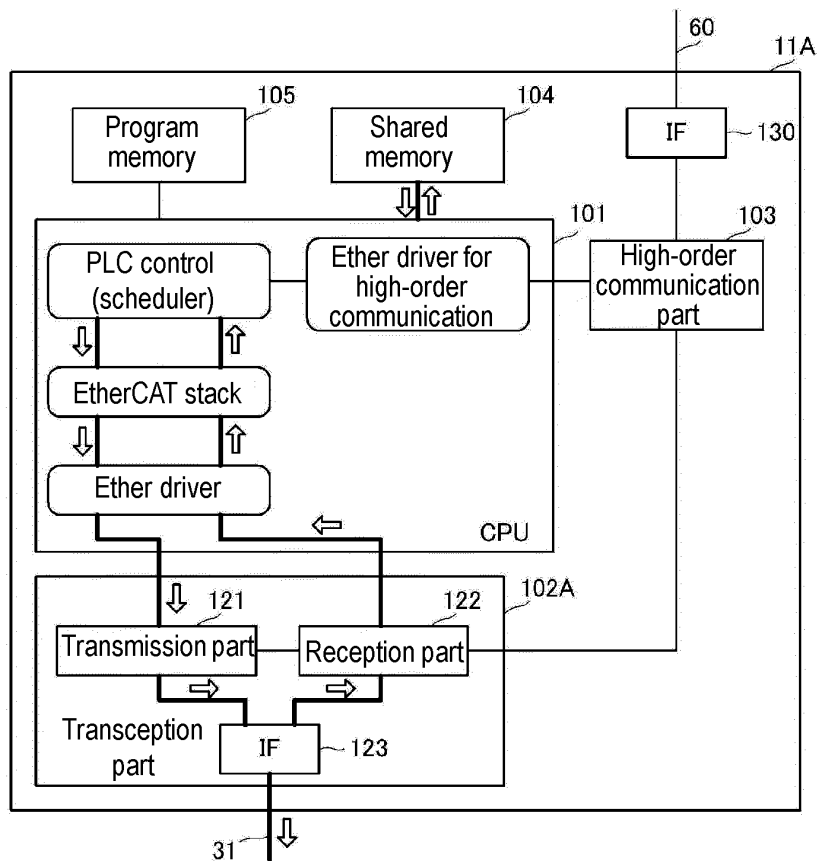 60
11A
105
104
Program
memory
Shared
memory
IF
130
101
103
PLC control
(scheduler)
Ether driver for
high-order
communication
High-order
communication
part
EtherCAT stack
Ether driver
CPU
102A
121
122
Transmission part
Reception part
Transception
part
IF
123
31